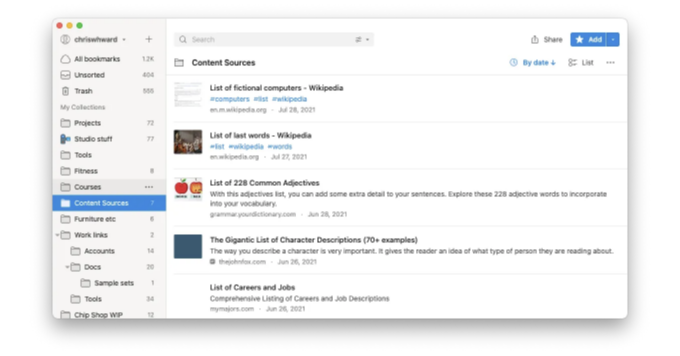 chriswhward
All bookmarks 1.2K
Unsorted 404
Trash 555
My Collections
Projects 72
Studio stuff 77
Tools
Fitness 8
Courses
Content Sources 7
Furniture etc 6
Work links 2
Accounts 14
Docs 20
Sample sets 1
Tools 34
Chip Shop WIP 12
Search
Share
Add
Content Sources
By date ↓
List
List of fictional computers - Wikipedia
#computers #list #wikipedia
en.m.wikipedia.org · Jul 28, 2021
List of last words - Wikipedia
#list #wikipedia #words
en.wikipedia.org · Jul 27, 2021
List of 228 Common Adjectives
With this adjectives list, you can add some extra detail to your sentences. Explore these 228 adjective words to incorporate
into your vocabulary.
grammar.yourdictionary.com · Jun 28, 2021
The Gigantic List of Character Descriptions (70+ examples)
The way you describe a character is very important. It gives the reader an idea of what type of person they are reading about.
thejohnfox.com · Jun 26, 2021
List of Careers and Jobs
Comprehensive Listing of Careers and Job Descriptions
mymajors.com · Jun 26, 2021